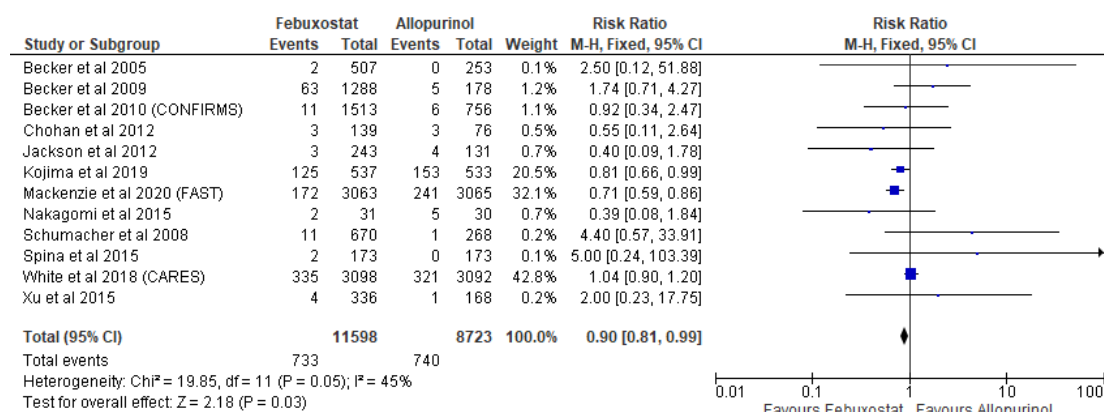 Febuxostat Allopurinol Risk Ratio Risk Ratio
Study or Subgroup Events Total Events Total Weight M-H, Fixed, 95% CI M-H, Fixed, 95% CI
Becker et al 2005 2 507 0 253 0.1% 2.50 [0.12, 51.88]
Becker et al 2009 63 1288 5 178 1.2% 1.74 [0.71, 4.27]
Becker et al 2010 (CONFIRMS) 11 1513 6 756 1.1% 0.92 [0.34, 2.47]
Chohan et al 2012 3 139 3 76 0.5% 0.55 [0.11, 2.64]
Jackson et al 2012 3 243 4 131 0.7% 0.40 [0.09, 1.78]
Kojima et al 2019 125 537 153 533 20.5% 0.81 [0.66, 0.99]
Mackenzie et al 2020 (FAST) 172 3063 241 3065 32.1% 0.71 [0.59, 0.86]
Nakagomi et al 2015 2 31 5 30 0.7% 0.39 [0.08, 1.84]
Schumacher et al 2008 11 670 1 268 0.2% 4.40 [0.57, 33.91]
Spina et al 2015 2 173 0 173 0.1% 5.00 [0.24, 103.39]
White et al 2018 (CARES) 335 3098 321 3092 42.8% 1.04 [0.90, 1.20]
Xu et al 2015 4 336 1 168 0.2% 2.00 [0.23, 17.75]
Total (95% CI) 11598 8723 100.0% 0.90 [0.81, 0.99]
Total events 733 740
Heterogeneity: Chi² = 19.85, df = 11 (P = 0.05); I² = 45%
Test for overall effect: Z = 2.18 (P = 0.03)
0.01 0.1 1 10 100
Favours Febuxostat Favours Allopurinol